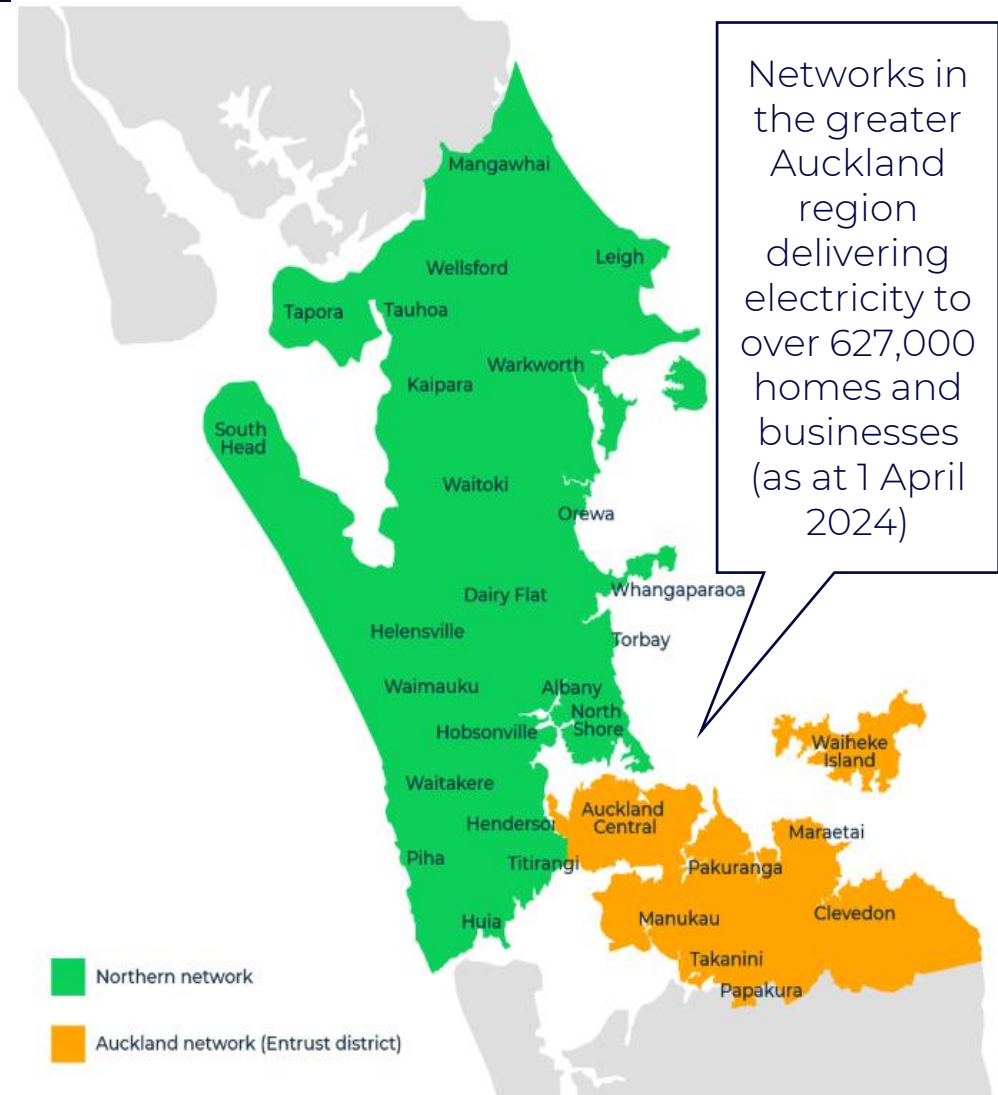 Networks in
the greater
Auckland
region
delivering
electricity to
over 627,000
homes and
businesses
(as at 1 April
2024)
Mangawhai
Leigh
Wellsford
Tapora
Tauhoa
Warkworth
Kaipara
South
Head
Waitoki
Orewa
Dairy Flat
Whangaparaoa
Helensville
Torbay
Waimauku
Albany
North
Shore
Hobsonville
Waiheke
Island
Waitakere
Auckland
Central
Henderson
Maraetai
Piha
Titirangi
Pakuranga
Huia
Manukau
Clevedon
Takanini
Papakura
Northern network
Auckland network (Entrust district)